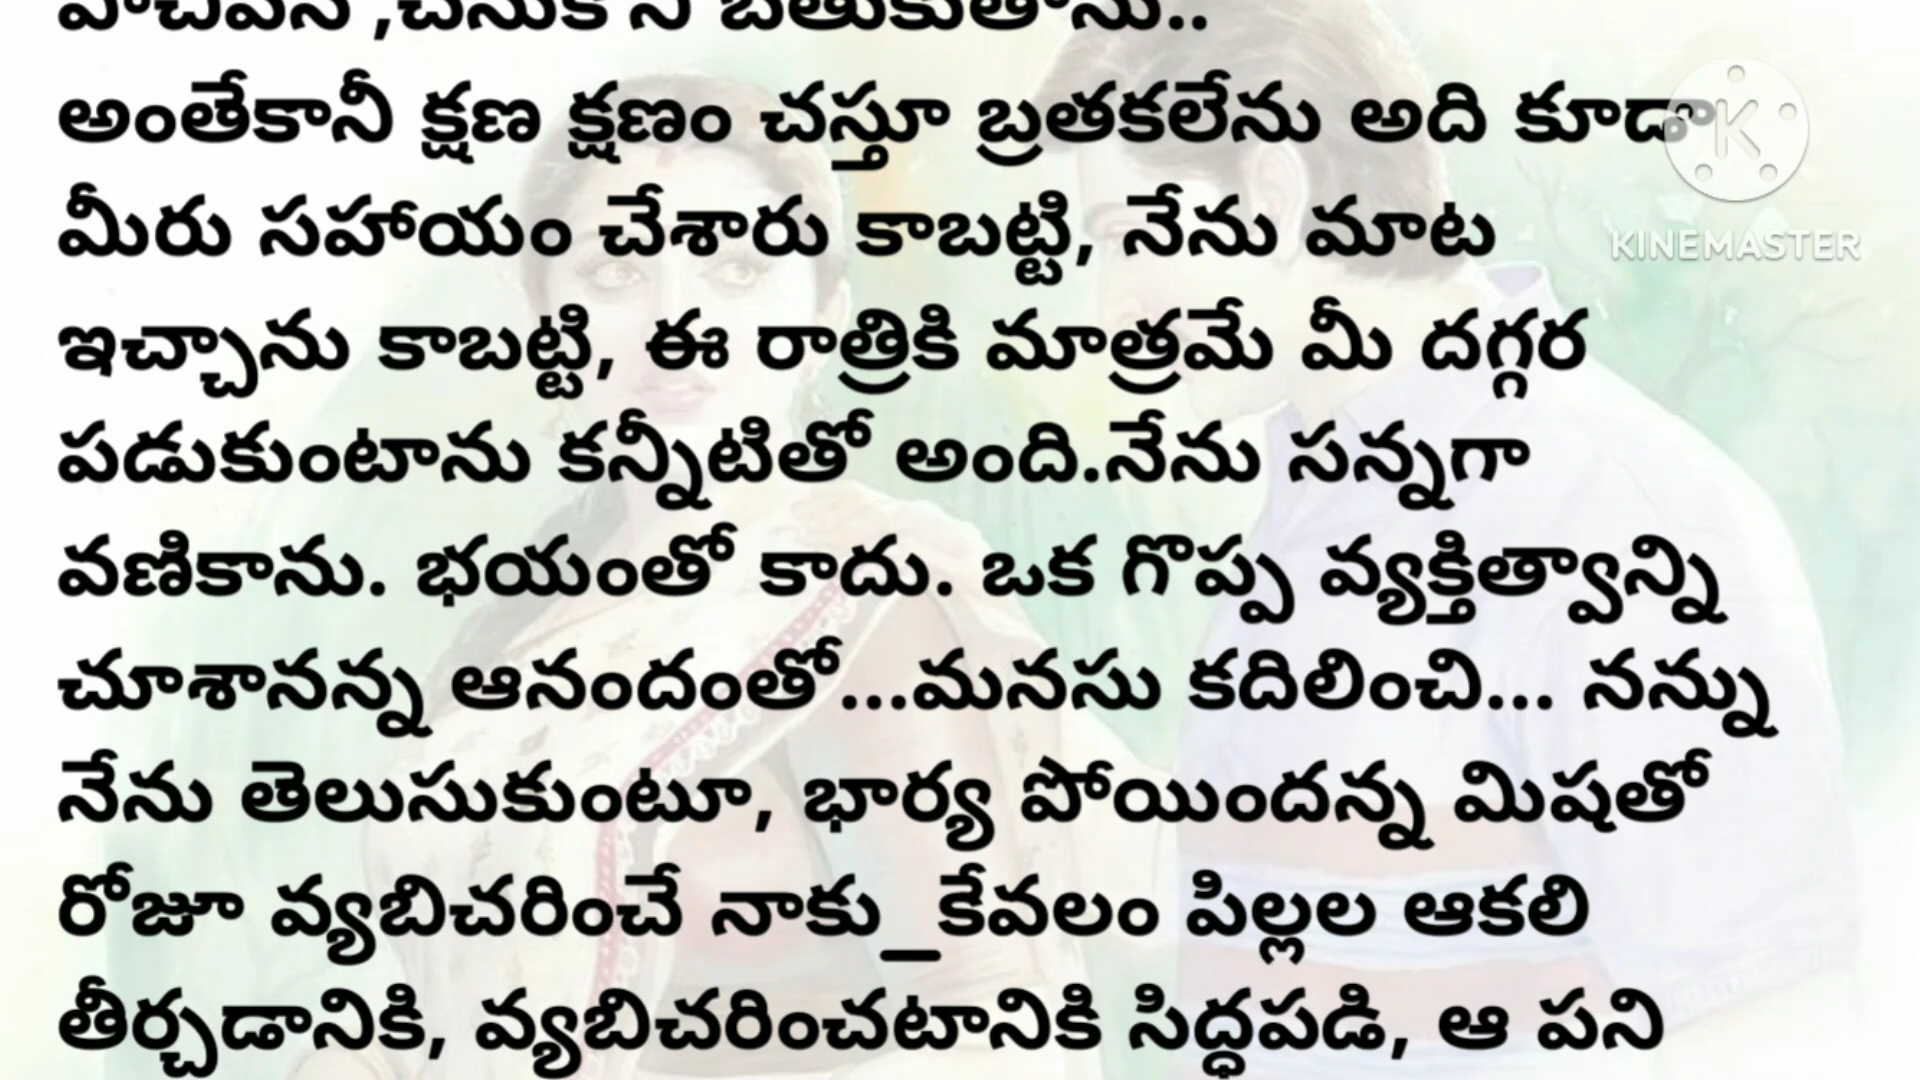 అంతేకానీ క్షణ క్షణం చస్తూ బ్రతకలేను అది కూడా
మీరు సహాయం చేశారు కాబట్టి, నేను మాట
ఇచ్చాను కాబట్టి, ఈ రాత్రికి మాత్రమే మీ దగ్గర
పడుకుంటాను కన్నీటితో అంది.నేను సన్నగా
వణికాను. భయంతో కాదు. ఒక గొప్ప వ్యక్తిత్వాన్ని
చూశానన్న ఆనందంతో...మనసు కదిలించి... నన్ను
నేను తెలుసుకుంటూ, భార్య పోయిందన్న మిషతో
రోజూ వ్యబిచరించే నాకు_కేవలం పిల్లల ఆకలి
తీర్చడానికి, వ్యబిచరించటానికి సిద్ధపడి, ఆ పని
KINEMASTER